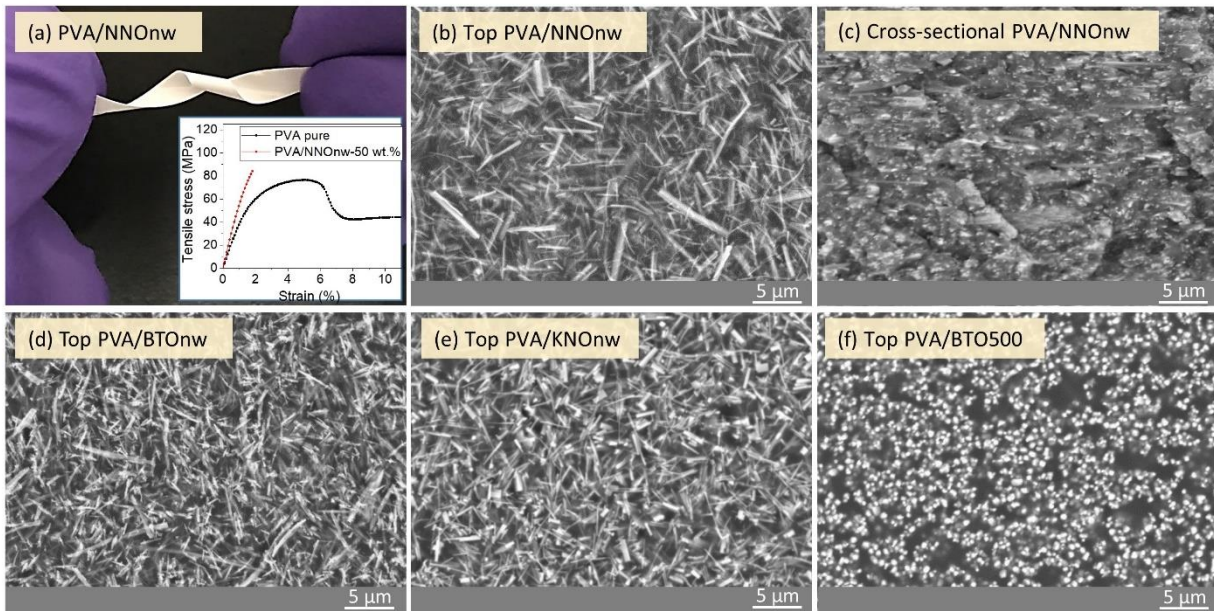 (a) PVA/NNOnw
120
100
80
60
40
20
0
Tensile stress (MPa)
PVA pure
PVA/NNOnw-50 wt.%
0 2 4 6 8 10
Strain (%)
(b) Top PVA/NNOnw
5 µm
(c) Cross-sectional PVA/NNOnw
5 µm
(d) Top PVA/BTOnw
5 µm
(e) Top PVA/KNOnw
5 µm
(f) Top PVA/BTO500
5 µm